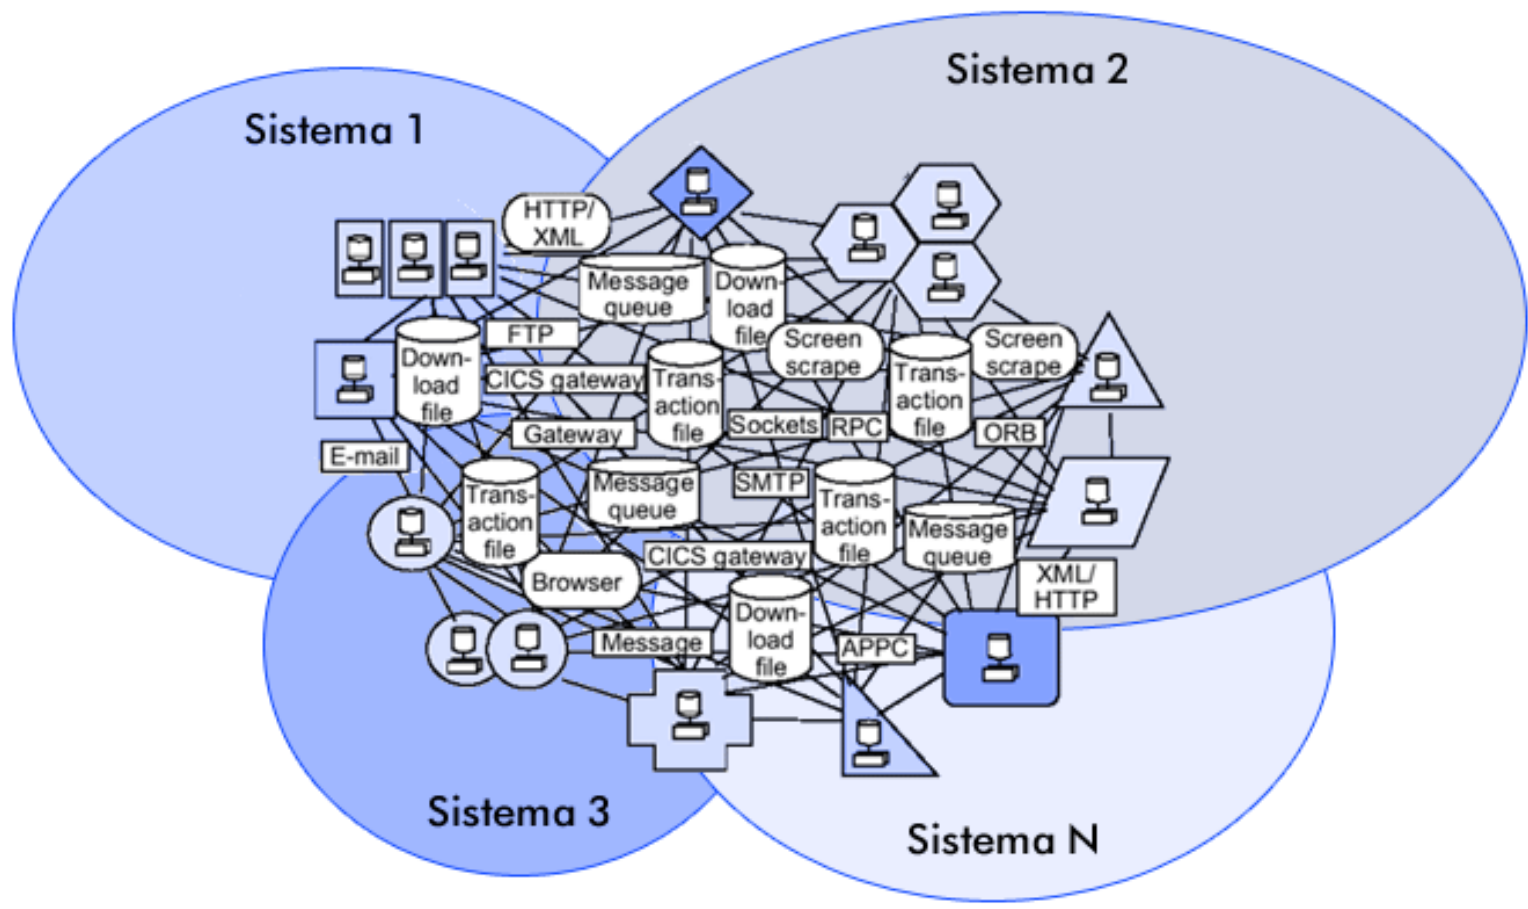 Sistema 2
Sistema 1
HTTP/
XML
Message
queue
Down-
load
file
FTP
Screen
scrape
Screen
scrape
Down-
load
file
CICS gateway
Trans-
action
file
Trans-
action
file
Gateway
Sockets
RPC
ORB
E-mail
Trans-
action
file
Message
queue
SMTP
Trans-
action
file
Message
queue
CICS gateway
Browser
XML/
HTTP
Down-
load
file
Message
APPC
Sistema 3
Sistema N